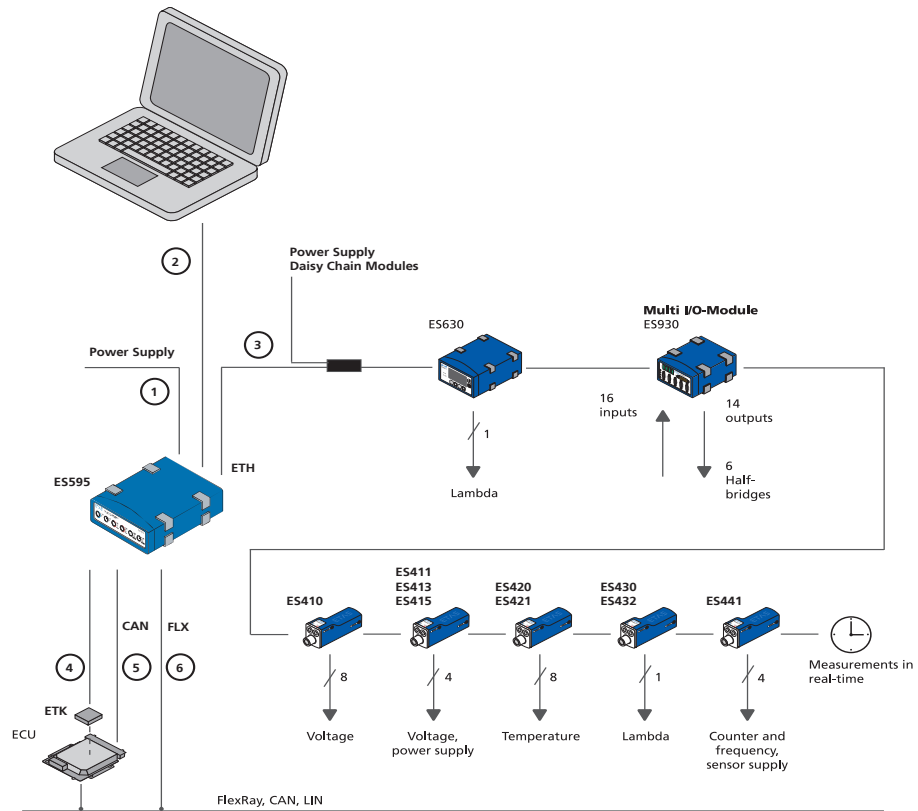 2
Power Supply
Daisy Chain Modules
Multi I/O-Module
ES630
ES930
3
Power Supply
1
16
inputs
14
outputs
1
ETH
ES595
6
Half-
bridges
Lambda
ES411
ES413
ES415
ES420
ES421
ES430
ES432
ES410
ES441
CAN
FLX
4
5
6
Measurements in
real-time
8
4
8
1
4
ETK
ECU
Voltage
Voltage,
power supply
Temperature
Lambda
Counter and
frequency,
sensor supply
FlexRay, CAN, LIN